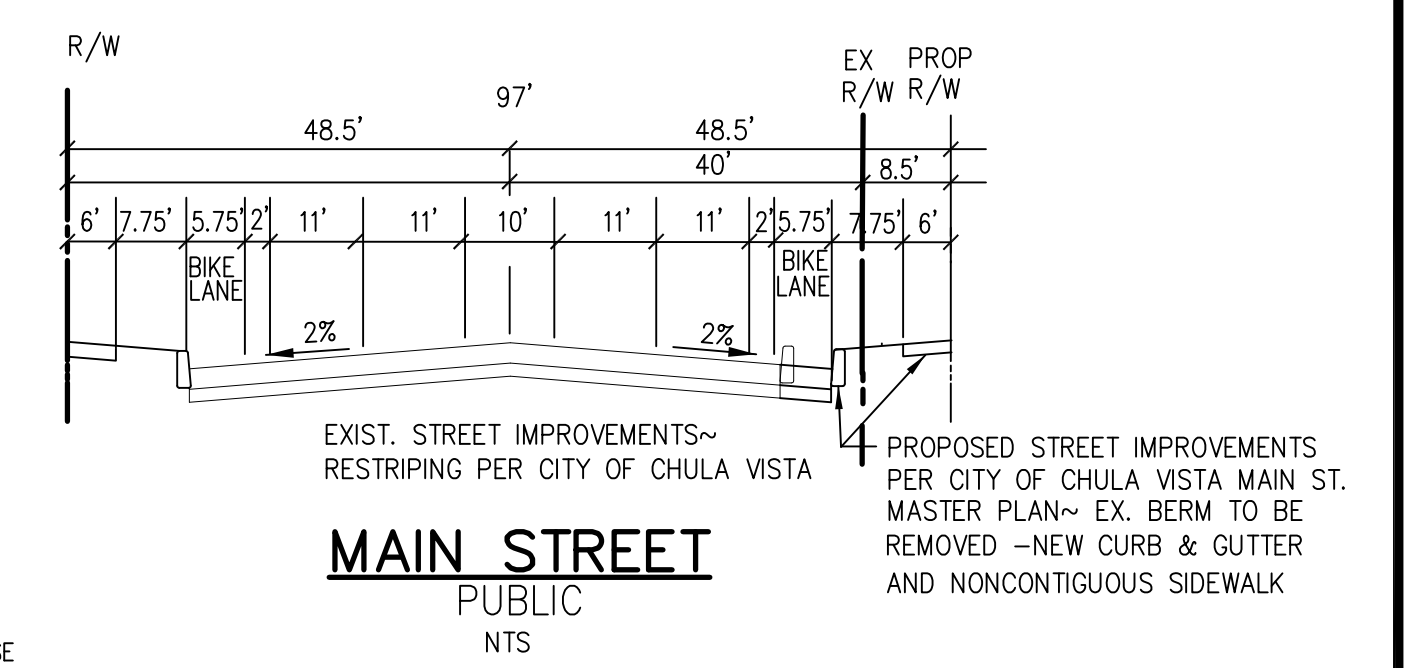 R/W
EX PROP
R/W R/W
97'
48.5' 48.5'
40' 8.5'
6' 7.75' 5.75' 2' 11' 11' 10' 11' 11' 2' 5.75' 7.75' 6'
BIKE BIKE
LANE LANE
2% 2%
EXIST. STREET IMPROVEMENTS~
RESTRIPING PER CITY OF CHULA VISTA
PROPOSED STREET IMPROVEMENTS
PER CITY OF CHULA VISTA MAIN ST.
MASTER PLAN~ EX. BERM TO BE
REMOVED -NEW CURB & GUTTER
AND NONCONTIGUOUS SIDEWALK
MAIN STREET
PUBLIC
NTS